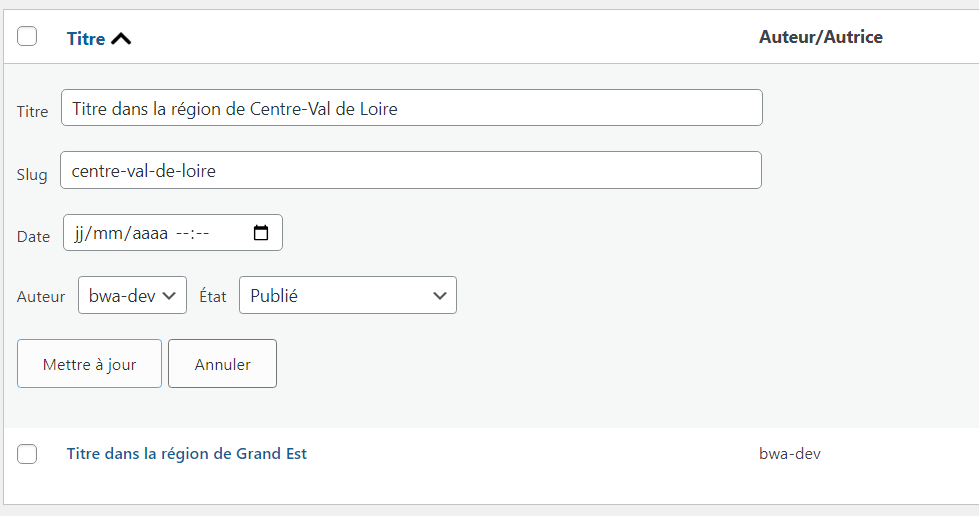 Titre Auteur/Autrice
Titre Titre dans la région de Centre-Val de Loire
Slug centre-val-de-loire
Date jj/mm/aaaa --:--
Auteur bwa-dev État Publié
Mettre à jour Annuler
Titre dans la région de Grand Est bwa-dev